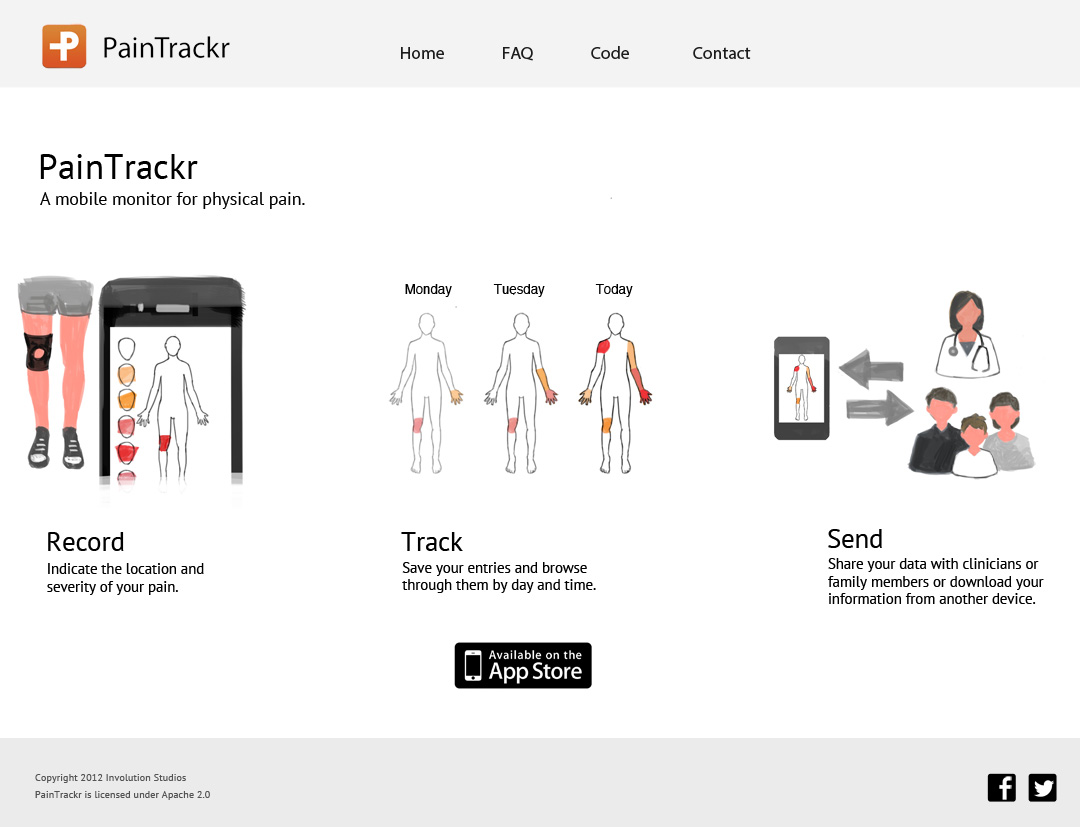 PainTrackr
Home
FAQ
Code
Contact
PainTrackr
A mobile monitor for physical pain.
Monday
Tuesday
Today
Record
Indicate the location and
severity of your pain.
Track
Save your entries and browse
through them by day and time.
Send
Share your data with clinicians or
family members or download your
information from another device.
Available on the
App Store
Copyright 2012 Involution Studios
PainTrackr is licensed under Apache 2.0